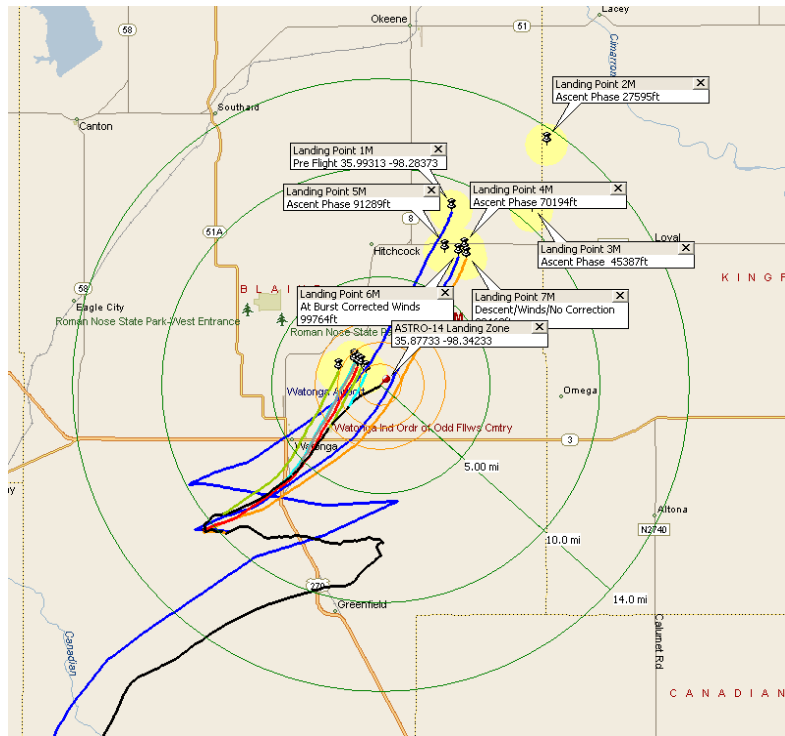 Lacey
Okeene
58
51
Cimarron
Landing Point 2M
Ascent Phase 27595ft
Southard
Canton
Landing Point 1M
Pre Flight 35.99313 -98.28373
Landing Point 5M
Ascent Phase 91289ft
Landing Point 4M
Ascent Phase 70194ft
8
51A
Hitchcock
Loyal
Landing Point 3M
Ascent Phase 45387ft
KINGF
58
BLAI
Eagle City
Landing Point 6M
At Burst Corrected Winds
99764ft
Landing Point 7M
Descent/Winds/No Correction
Roman Nose State Park-West Entrance
Roman Nose State
ASTRO-14 Landing Zone
35.87733 -98.34233
Watonga Airport
Omega
Watonga Ind Ordr of Odd Fllws Cmtry
Watonga
3
5.00 mi
Altona
N2740
10.0 mi
270
14.0 mi
Greenfield
Canadian
Calumet Rd
CANADIAN